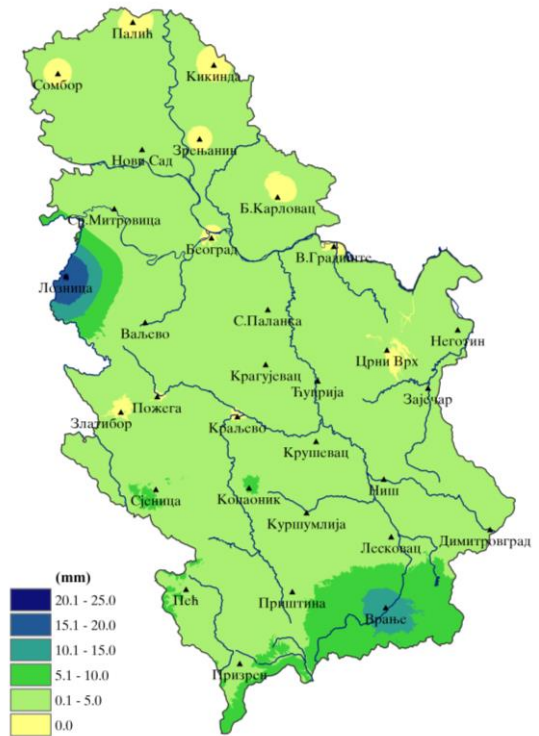 Палић
Кикинда
Сомбор
Зрењанин
Нови Сад
Б.Карловац
Ср.Митровица
Београд
В.Градиште
Лозница
С.Паланка
Ваљево
Неготин
Црни Врх
Крагујевац
Ћуприја
Зајечар
Пожега
Златибор
Краљево
Крушевац
Ниш
Сјеница
Копаоник
Куршумлија
Димитровград
Лесковац
(mm)
Пећ
Приштина
20.1 - 25.0
Врање
15.1 - 20.0
10.1 - 15.0
5.1 - 10.0
Призрен
0.1 - 5.0
0.0